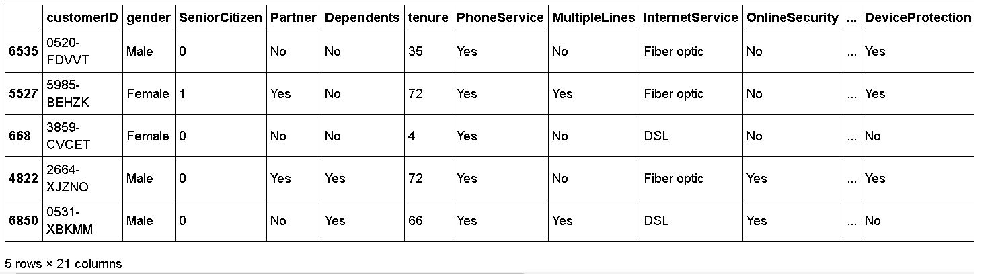 customerID gender SeniorCitizen Partner Dependents tenure PhoneService MultipleLines InternetService OnlineSecurity ... DeviceProtection
6535 0520-FDVVT Male 0 No No 35 Yes No Fiber optic No ... Yes
5527 5985-BEHZK Female 1 Yes No 72 Yes Yes Fiber optic No ... Yes
668 3859-CVCET Female 0 No No 4 Yes No DSL No ... No
4822 2664-XJZNO Male 0 Yes Yes 72 Yes No Fiber optic Yes ... Yes
6850 0531-XBKMM Male 0 No Yes 66 Yes Yes DSL Yes ... No
5 rows × 21 columns